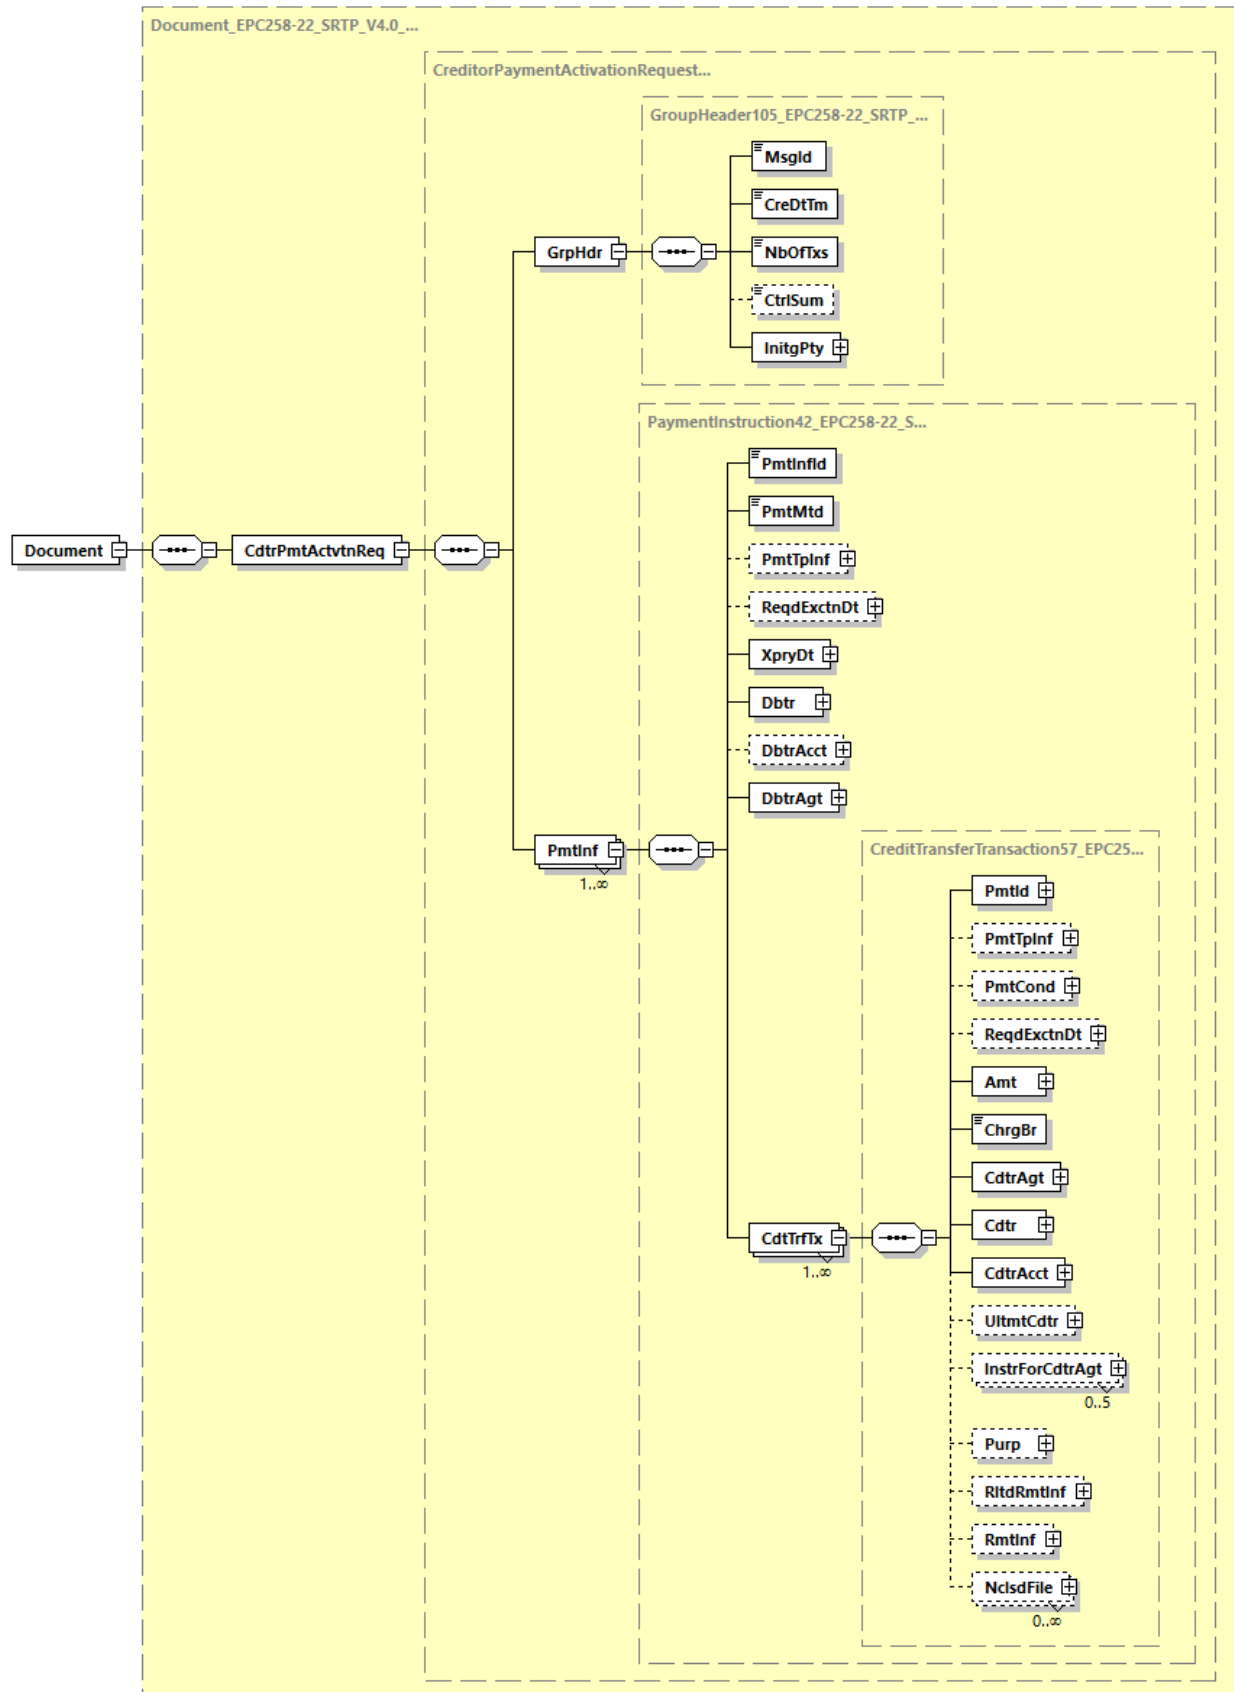 Document_EPC258-22_SRTP_V4.0_...
CreditorPaymentActivationRequest...
GroupHeader105_EPC258-22_SRTP_...
MsgId
CreDtTm
NbOfTxs
CtrlSum
InitgPty
GrpHdr
PaymentInstruction42_EPC258-22_S...
PmtInfId
PmtMtd
PmtTpInf
ReqdExctnDt
XpryDt
Dbtr
DbtrAcct
DbtrAgt
Document
CdtrPmtActvtnReq
PmtInf
1..∞
CreditTransferTransaction57_EPC25...
PmtId
PmtTpInf
PmtCond
ReqdExctnDt
Amt
ChrgBr
CdtrAgt
Cdtr
CdtrAcct
UltmtCdtr
InstrForCdtrAgt
0..5
Purp
RltdRmtInf
RmtInf
NclsdFile
0..∞
CdtTrfTx
1..∞